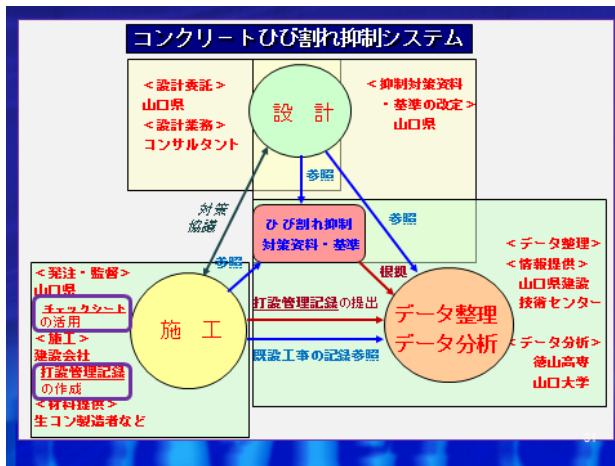 コンクリートひび割れ抑制システム
＜設計委託＞
山口県
＜設計業務＞
コンサルタント
設 計
＜抑制対策資料
・基準の改定＞
山口県
参照
対策
協議
ひび割れ抑制
対策資料・基準
参照
参照
＜データ整理＞
＜情報提供＞
山口県建設
技術センター
＜データ分析＞
徳山高専
山口大学
根拠
＜発注・監督＞
山口県
チェックシート
の活用
＜施工＞
建設会社
打設管理記録
の作成
＜材料提供＞
生コン製造者など
施 工
打設管理記録の提出
既設工事の記録参照
データ整理
データ分析